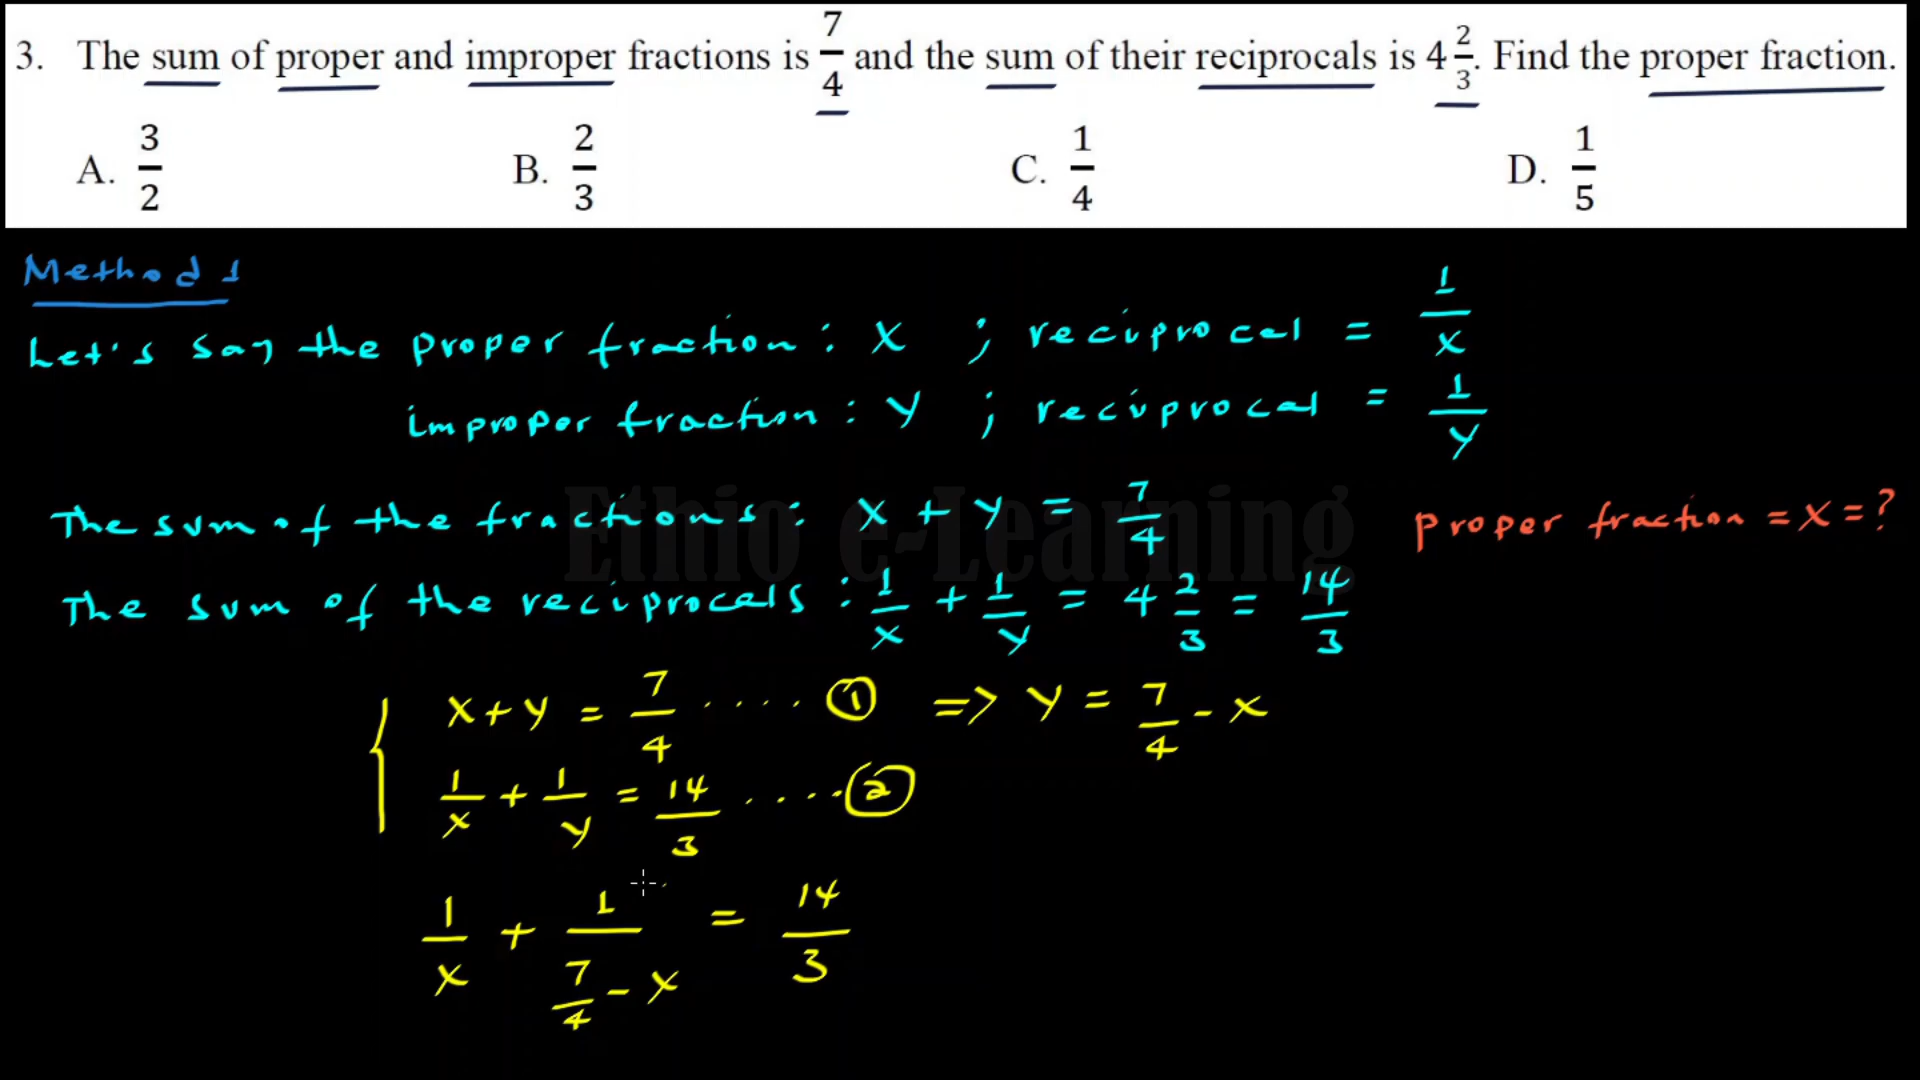 3. The sum of proper and improper fractions is 7/4 and the sum of their reciprocals is 4 2/3. Find the proper fraction.
A. 3/2 B. 2/3 C. 1/4 D. 1/5
Method 1
Let's say the proper fraction : x ; reciprocal = 1/x
improper fraction : y ; reciprocal = 1/y
The sum of the fractions : x + y = 7/4
proper fraction = x = ?
Ethio e-Learning
The sum of the reciprocals : 1/x + 1/y = 4 2/3 = 14/3
x + y = 7/4 .... ① => y = 7/4 - x
1/x + 1/y = 14/3 .... ②
1/x + 1/(7/4 - x) = 14/3